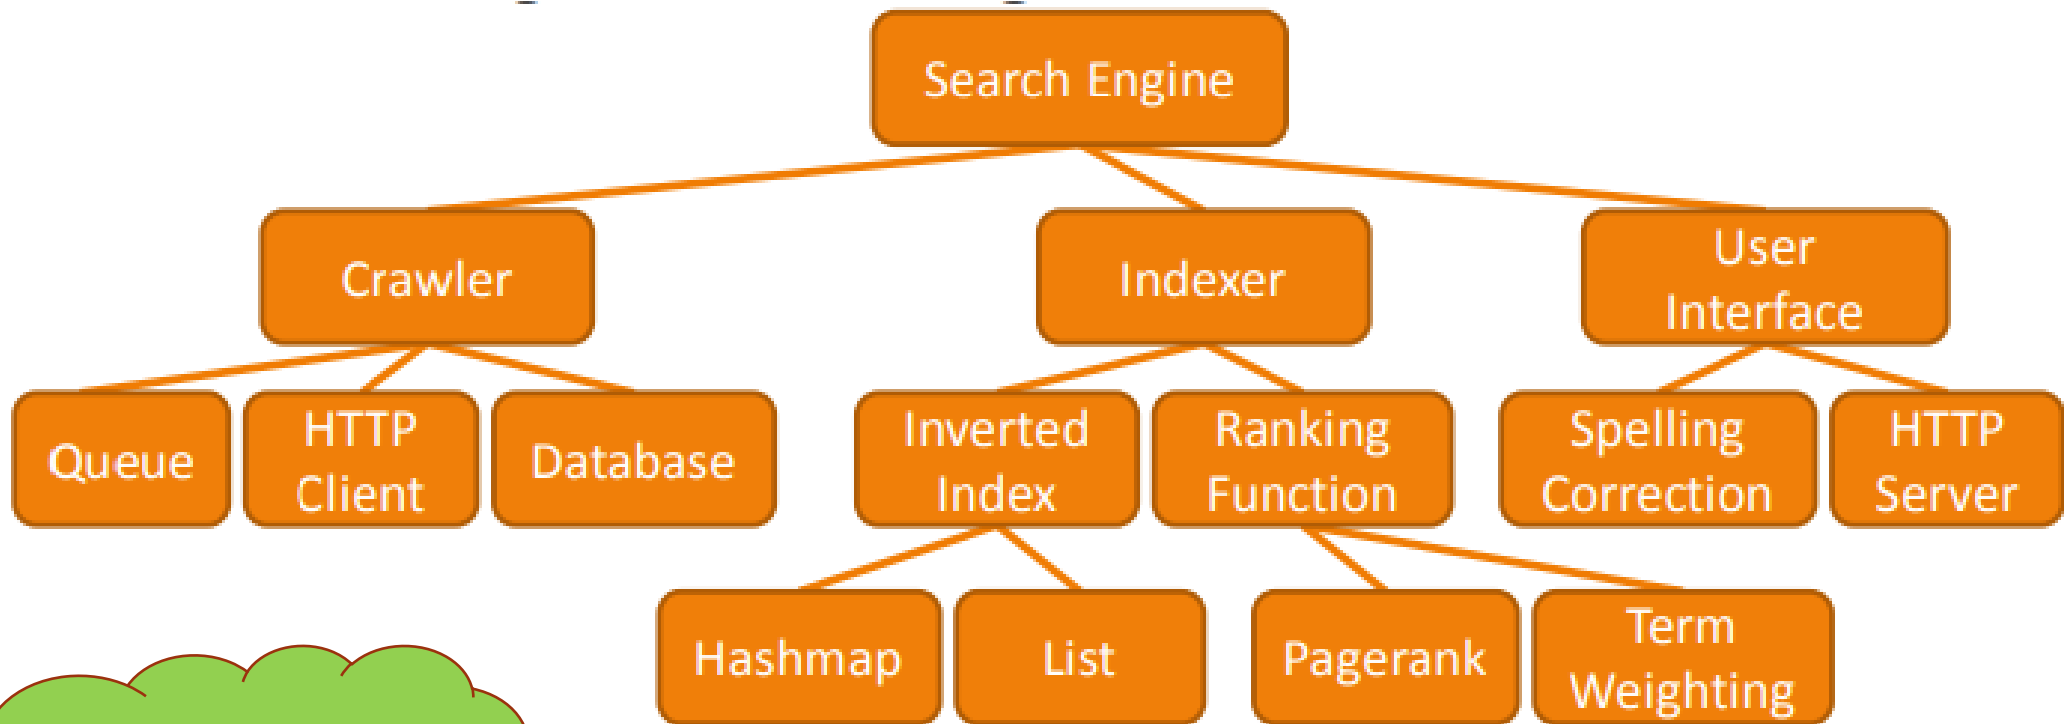 Search Engine
Crawler
Indexer
User
Interface
Queue
HTTP
Client
Database
Inverted
Index
Ranking
Function
Spelling
Correction
HTTP
Server
Hashmap
List
Pagerank
Term
Weighting